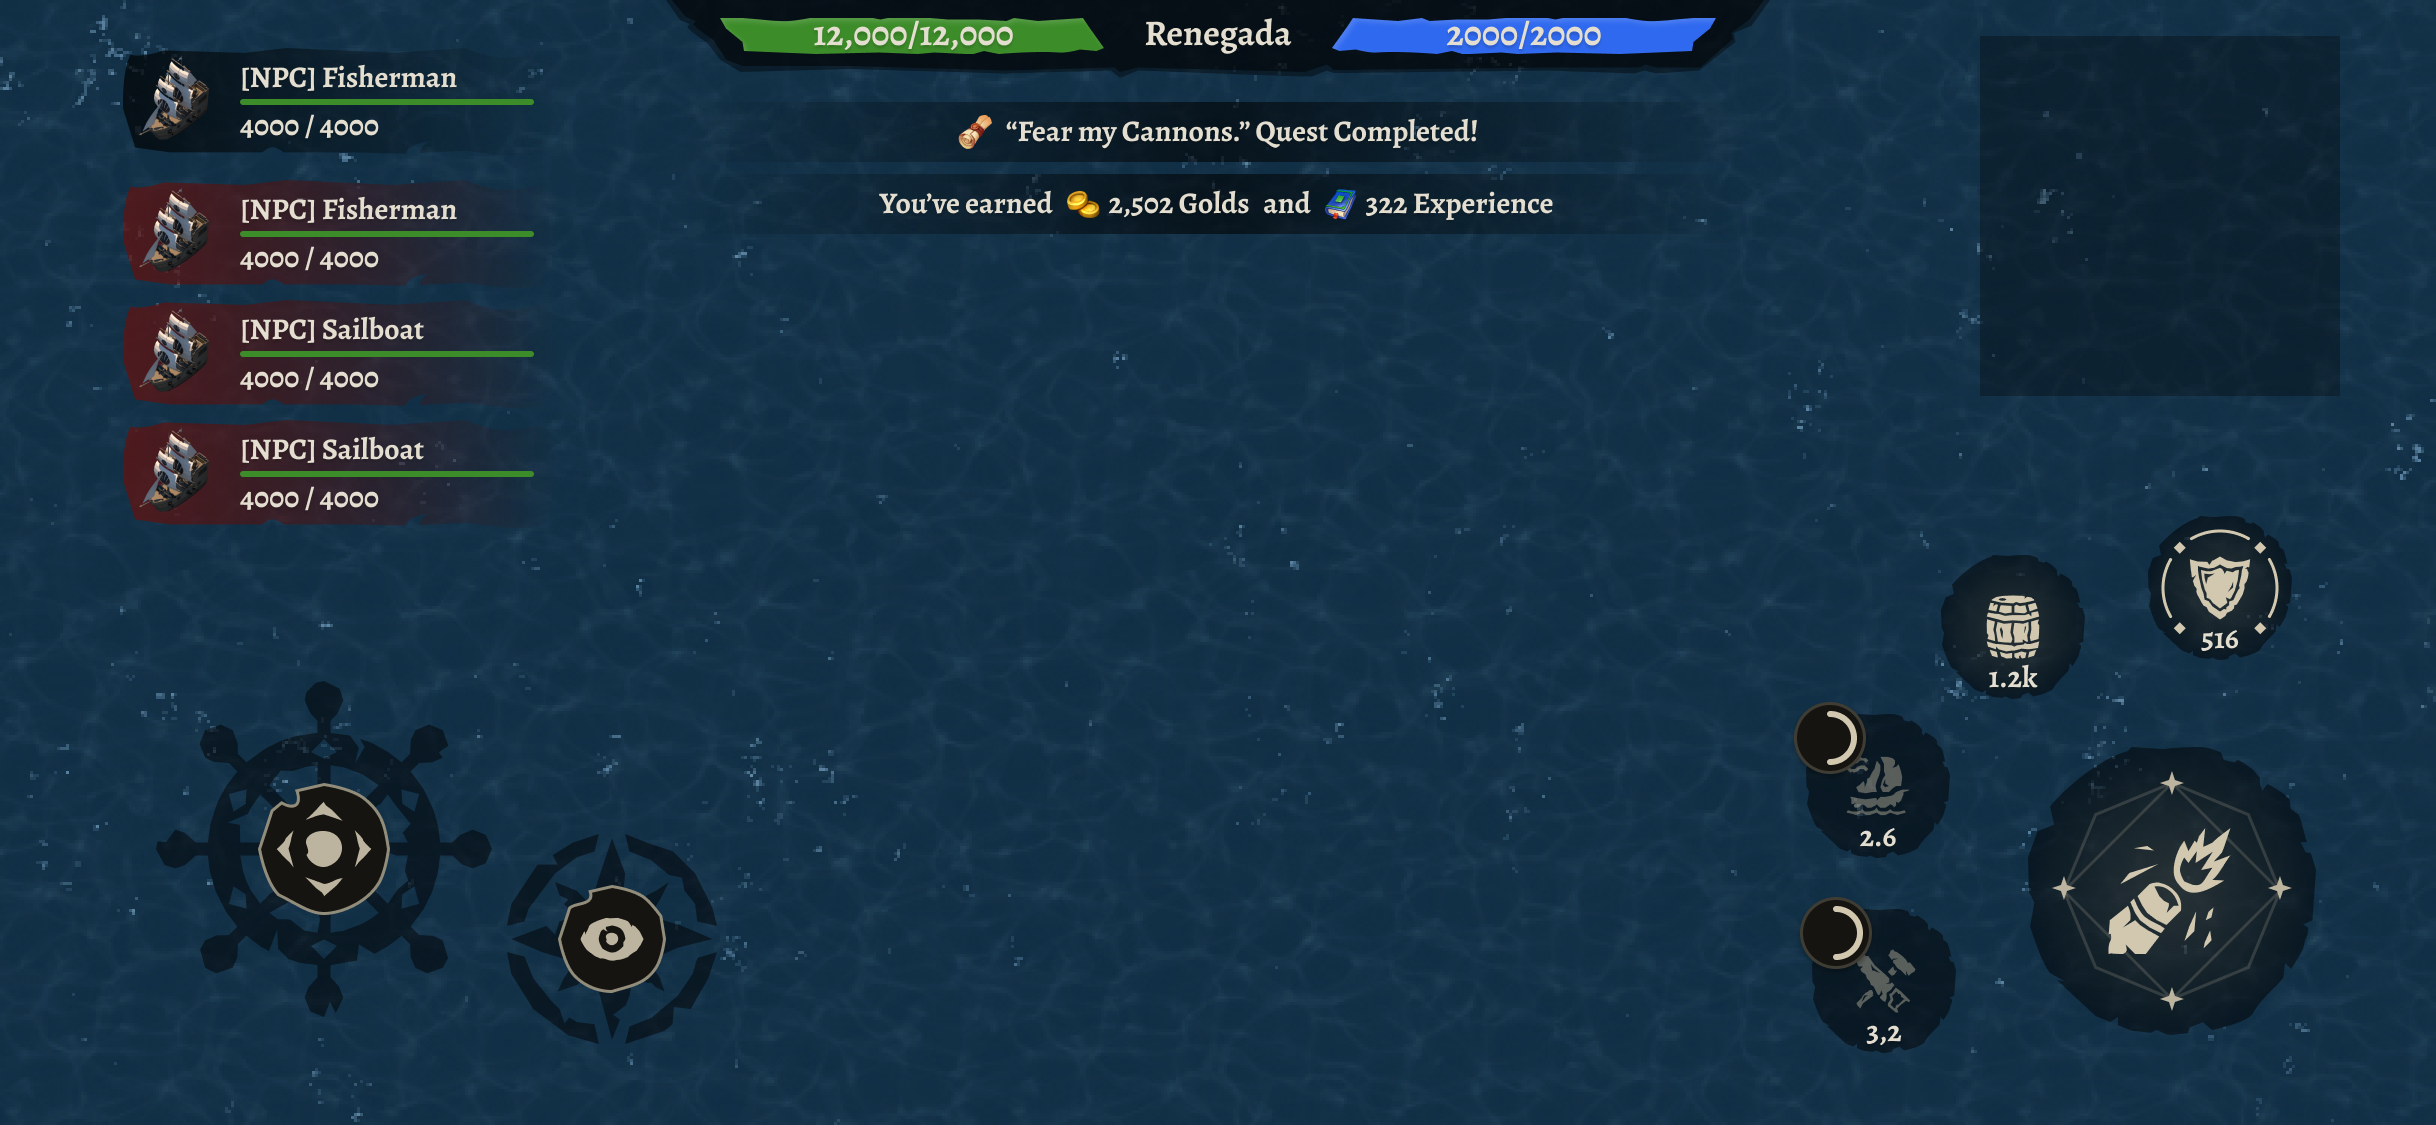 12,000/12,000
Renegada
2000/2000
[NPC] Fisherman
4000 / 4000
[NPC] Fisherman
4000 / 4000
[NPC] Sailboat
4000 / 4000
[NPC] Sailboat
4000 / 4000
“Fear my Cannons.” Quest Completed!
You’ve earned 2,502 Golds and 322 Experience
516
1.2k
2.6
3,2